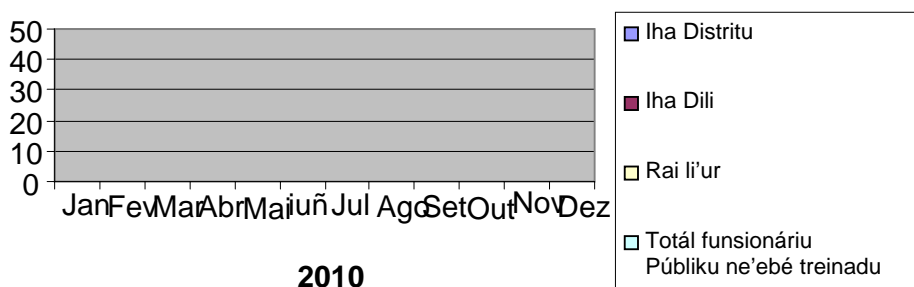 50
40
30
20
10
0
Jan Fev Mar Abr Mai iuñ Jul Ago Set Out Nov Dez
2010
Iha Distritu
Iha Dili
Rai li'ur
Totál funsionáriu
Públiku ne'ebé treinadu